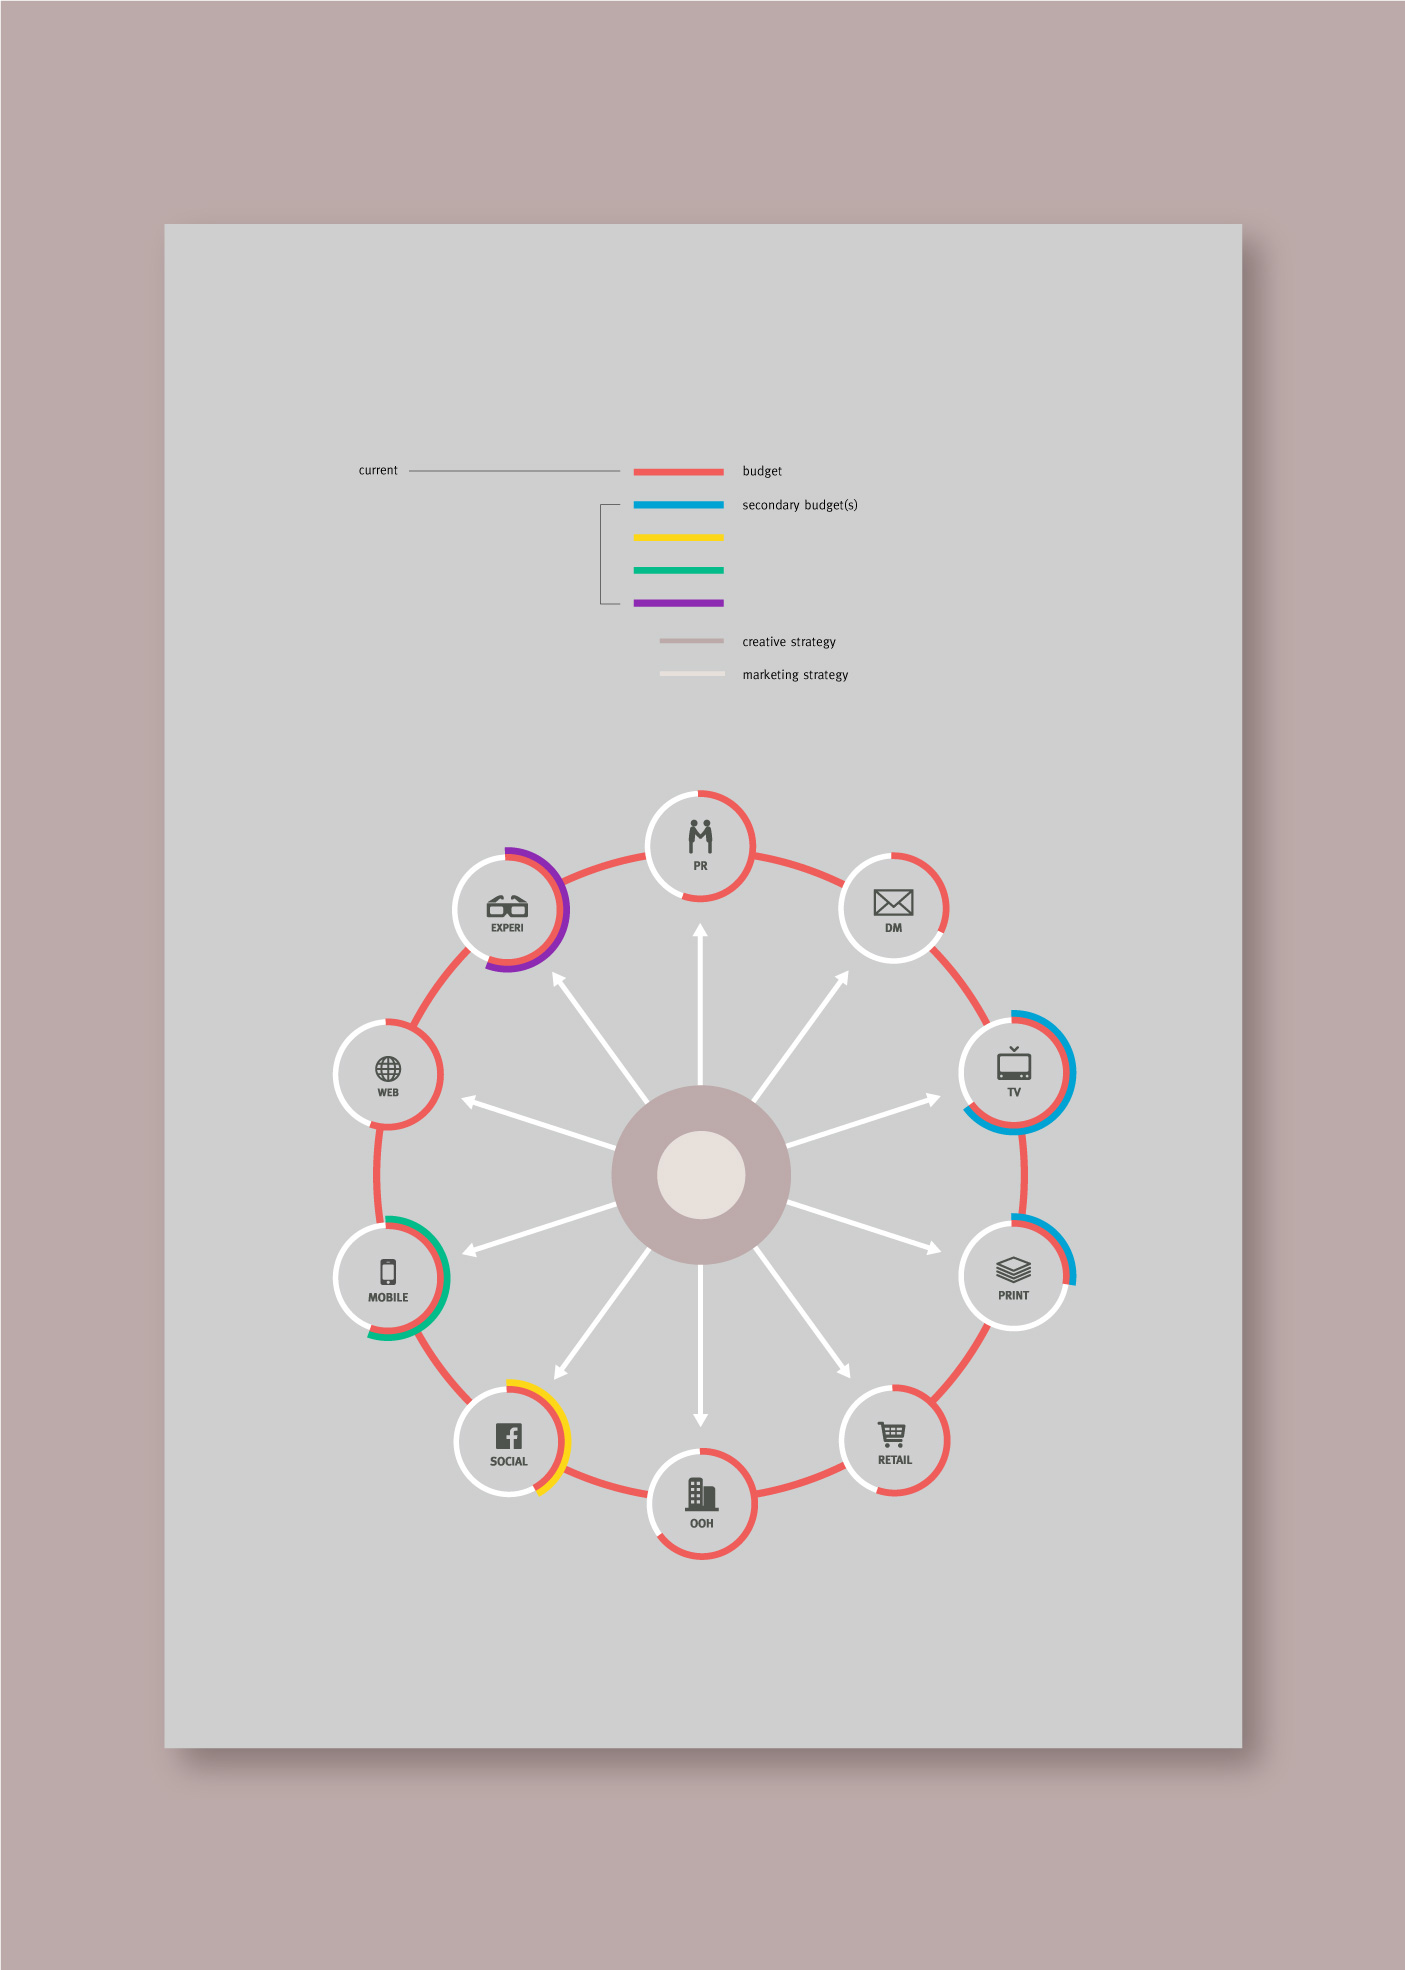 current
budget
secondary budget(s)
creative strategy
marketing strategy
PR
EXPERI
DM
WEB
TV
MOBILE
PRINT
SOCIAL
RETAIL
OOH